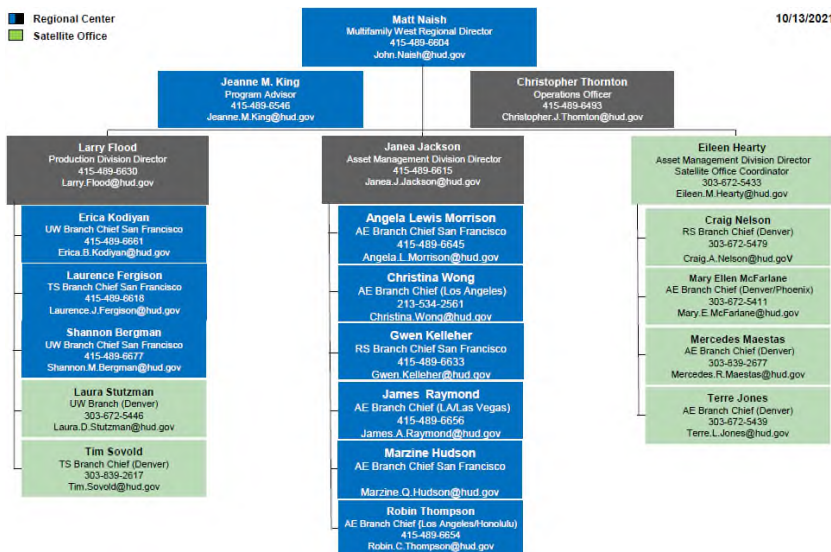 Regional Center
Satellite Office
10/13/2021
Matt Naish
Multifamily West Regional Director
415-489-6604
John.Naish@hud.gov
Jeanne M. King
Program Advisor
415-489-6546
Jeanne.M.King@hud.gov
Christopher Thornton
Operations Officer
415-489-6493
Christopher.J.Thornton@hud.gov
Larry Flood
Production Division Director
415-489-6630
Larry.Flood@hud.gov
Erica Kodiyan
UW Branch Chief San Francisco
415-489-6661
Erica.B.Kodiyan@hud.gov
Laurence Fergison
TS Branch Chief San Francisco
415-489-6618
Laurence.J.Fergison@hud.gov
Shannon Bergman
UW Branch Chief San Francisco
415-489-6677
Shannon.M.Bergman@hud.gov
Laura Stutzman
UW Branch (Denver)
303-672-5446
Laura.D.Stutzman@hud.gov
Tim Sovold
TS Branch Chief (Denver)
303-839-2617
Tim.Sovold@hud.gov
Janea Jackson
Asset Management Division Director
415-489-6615
Janea.J.Jackson@hud.gov
Angela Lewis Morrison
AE Branch Chief San Francisco
415-489-6645
Angela.L.Morrison@hud.gov
Christina Wong
AE Branch Chief (Los Angeles)
213-534-2561
Christina.Wong@hud.gov
Gwen Kelleher
RS Branch Chief San Francisco
415-489-6633
Gwen.Kelleher@hud.gov
James Raymond
AE Branch Chief (LA/Las Vegas)
415-489-6656
James.A.Raymond@hud.gov
Marzine Hudson
AE Branch Chief San Francisco
Marzine.Q.Hudson@hud.gov
Robin Thompson
AE Branch Chief (Los Angeles/Honolulu)
415-489-6654
Robin.C.Thompson@hud.gov
Eileen Hearty
Asset Management Division Director
Satellite Office Coordinator
303-672-5433
Eileen.M.Hearty@hud.gov
Craig Nelson
RS Branch Chief (Denver)
303-672-5479
Craig.A.Nelson@hud.goV
Mary Ellen McFarlane
AE Branch Chief (Denver/Phoenix)
303-672-5411
Mary.E.McFarlane@hud.gov
Mercedes Maestas
AE Branch Chief (Denver)
303-839-2677
Mercedes.R.Maestas@hud.gov
Terre Jones
AE Branch Chief (Denver)
303-672-5439
Terre.L.Jones@hud.gov